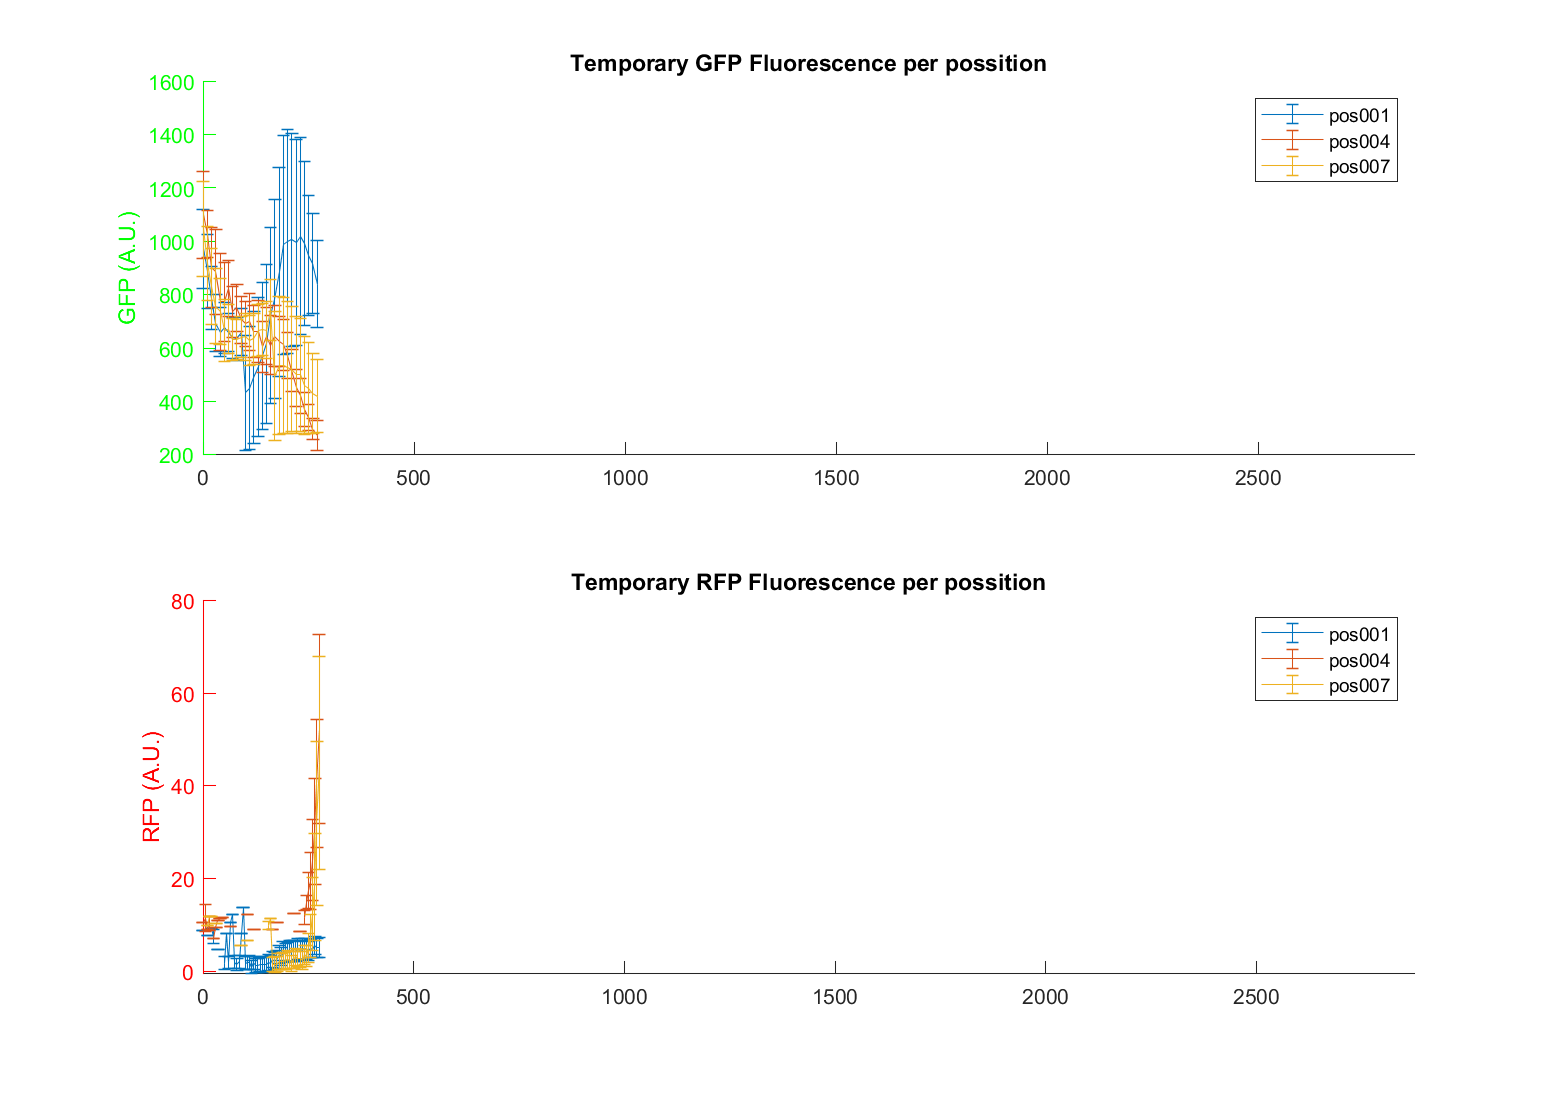 Temporary GFP Fluorescence per possition
1600
1400
1200
1000
800
600
400
200
GFP (A.U.)
pos001
pos004
pos007
0 500 1000 1500 2000 2500
Temporary RFP Fluorescence per possition
80
60
40
20
0
RFP (A.U.)
pos001
pos004
pos007
0 500 1000 1500 2000 2500